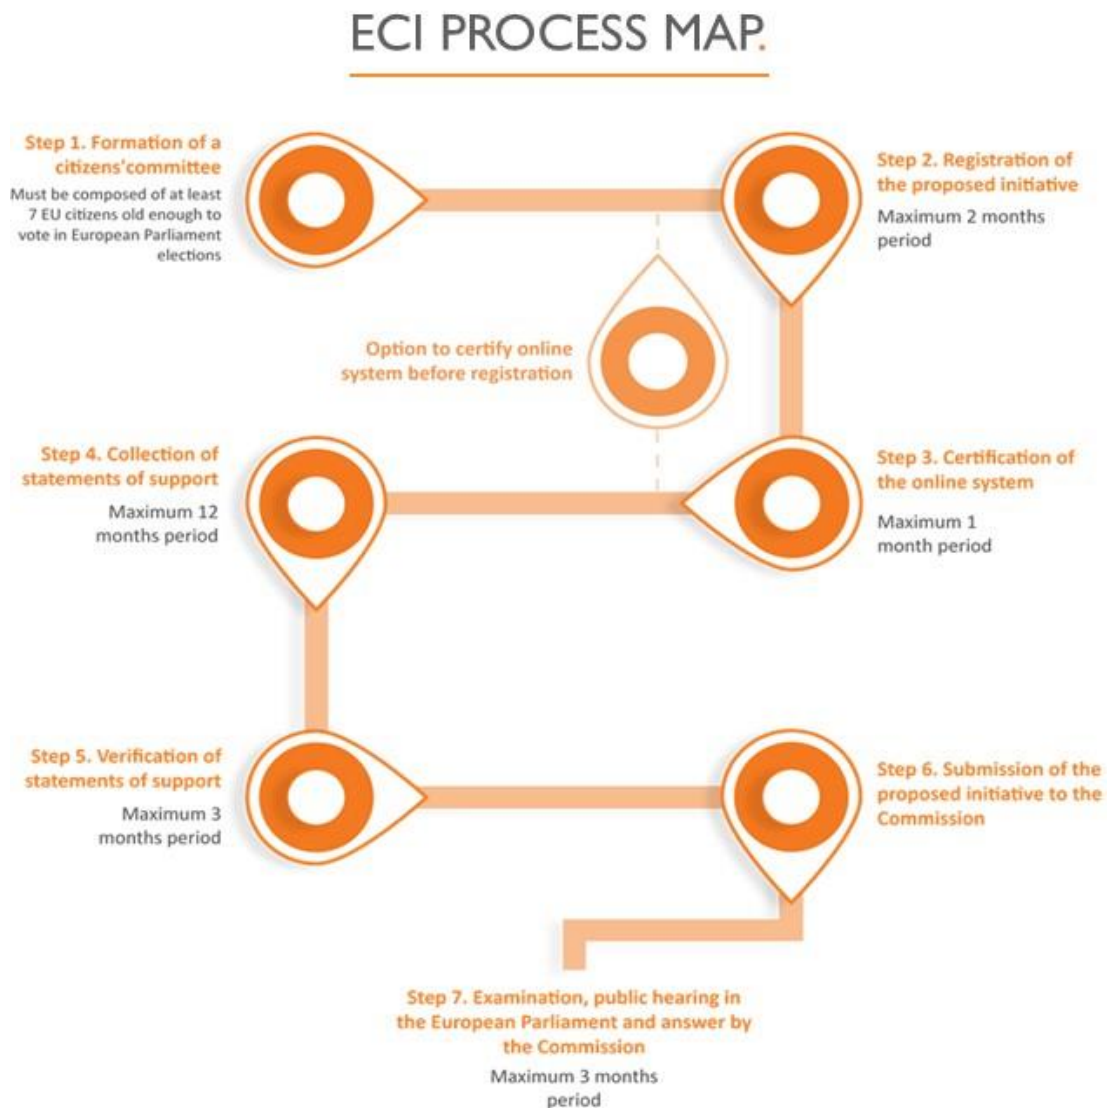 ECI PROCESS MAP.
Step 1. Formation of a
citizens'committee
Must be composed of at least
7 EU citizens old enough to
vote in European Parliament
elections
Step 2. Registration of
the proposed initiative
Maximum 2 months
period
Option to certify online
system before registration
Step 3. Certification of
the online system
Maximum 1
month period
Step 4. Collection of
statements of support
Maximum 12
months period
Step 5. Verification of
statements of support
Maximum 3
months period
Step 6. Submission of the
proposed initiative to the
Commission
Step 7. Examination, public hearing in
the European Parliament and answer by
the Commission
Maximum 3 months
period